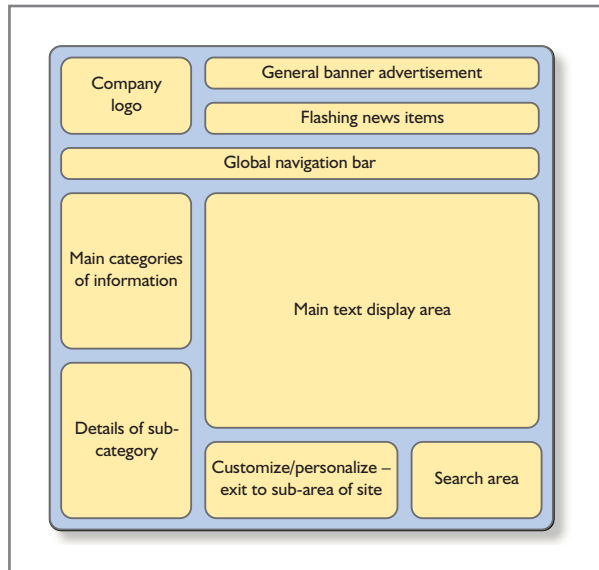 Company
logo
General banner advertisement
Flashing news items
Global navigation bar
Main categories
of information
Main text display area
Details of sub-
category
Customize/personalize –
exit to sub-area of site
Search area